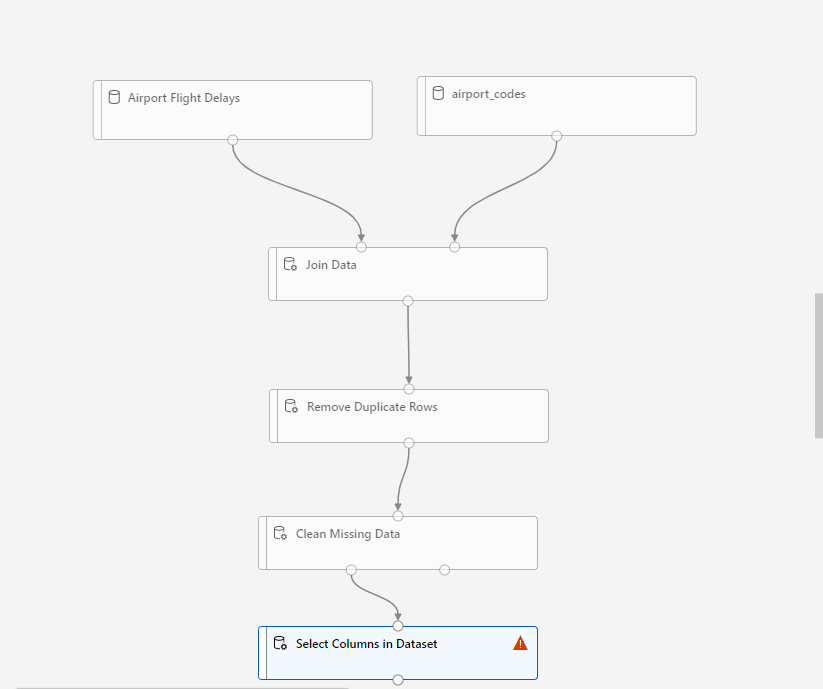 Airport Flight Delays
airport_codes
Join Data
Remove Duplicate Rows
Clean Missing Data
Select Columns in Dataset